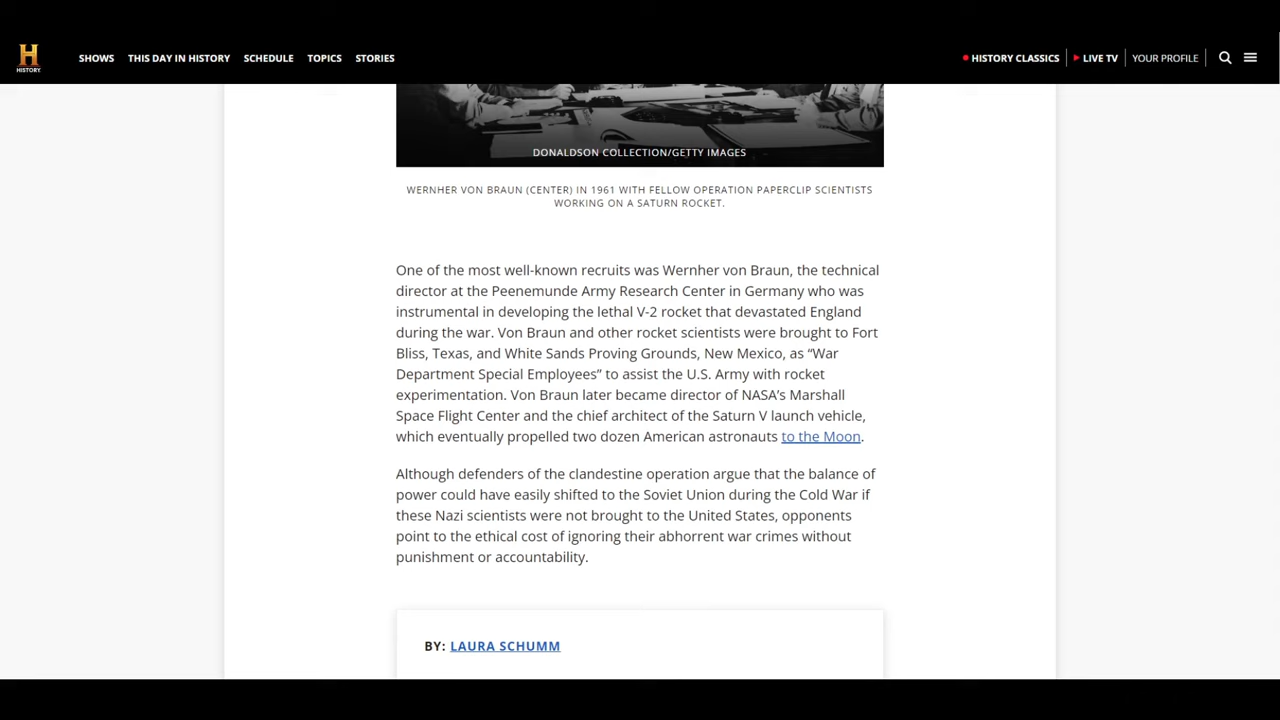 H
HISTORY
SHOWS
THIS DAY IN HISTORY
SCHEDULE
TOPICS
STORIES
HISTORY CLASSICS
LIVE TV
YOUR PROFILE
DONALDSON COLLECTION/GETTY IMAGES
WERNHER VON BRAUN (CENTER) IN 1961 WITH FELLOW OPERATION PAPERCLIP SCIENTISTS
WORKING ON A SATURN ROCKET.
One of the most well-known recruits was Wernher von Braun, the technical
director at the Peenemunde Army Research Center in Germany who was
instrumental in developing the lethal V-2 rocket that devastated England
during the war. Von Braun and other rocket scientists were brought to Fort
Bliss, Texas, and White Sands Proving Grounds, New Mexico, as “War
Department Special Employees” to assist the U.S. Army with rocket
experimentation. Von Braun later became director of NASA’s Marshall
Space Flight Center and the chief architect of the Saturn V launch vehicle,
which eventually propelled two dozen American astronauts to the Moon.
Although defenders of the clandestine operation argue that the balance of
power could have easily shifted to the Soviet Union during the Cold War if
these Nazi scientists were not brought to the United States, opponents
point to the ethical cost of ignoring their abhorrent war crimes without
punishment or accountability.
BY: LAURA SCHUMM